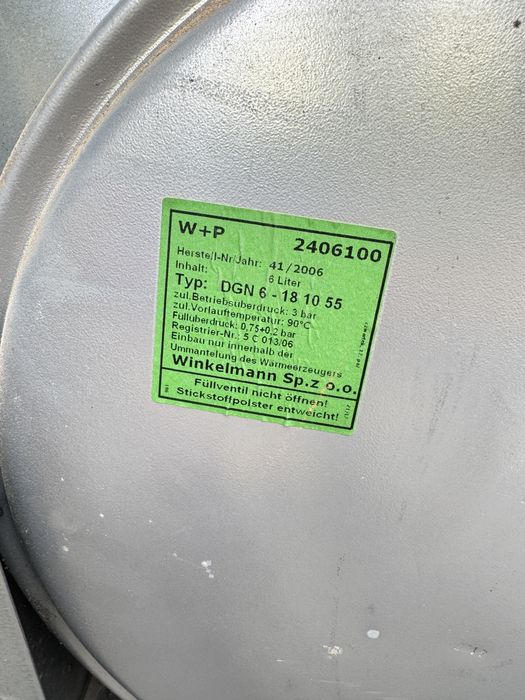 W+P
2406100
Herstell-Nr/Jahr: 41/2006
Inhalt: 6 Liter
Typ: DGN 6 - 18 10 55
zul.Betriebsüberdruck: 3 bar
zul.Vorlauftemperatur: 90°C
Füllüberdruck: 0,75+0,2 bar
Registrier-Nr.: 5 C 013/06
Einbau nur innerhalb der
Ummantelung des Wärmeerzeugers
Winkelmann Sp.z o.o.
Füllventil nicht öffnen!
Stickstoffpolster entweicht!